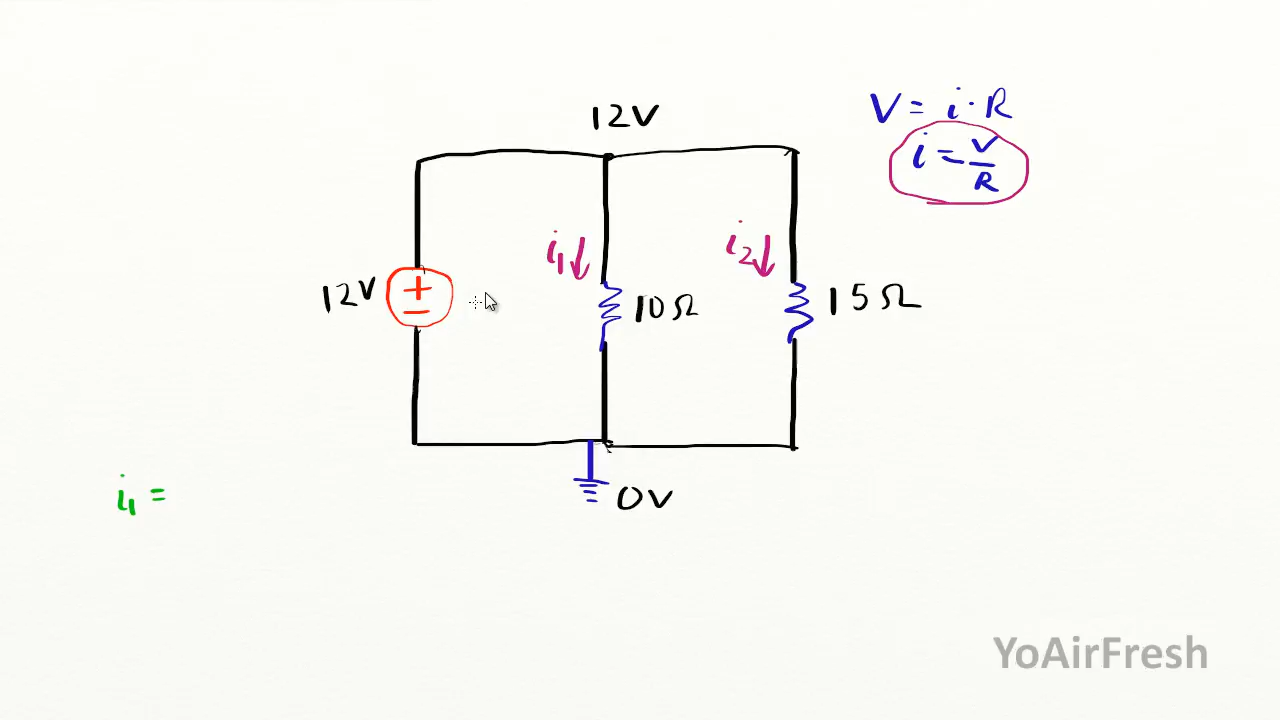 12V
V = i · R
i = V/R
i1
i2
12V
+
−
10Ω
15Ω
i1 =
0V
YoAirFresh